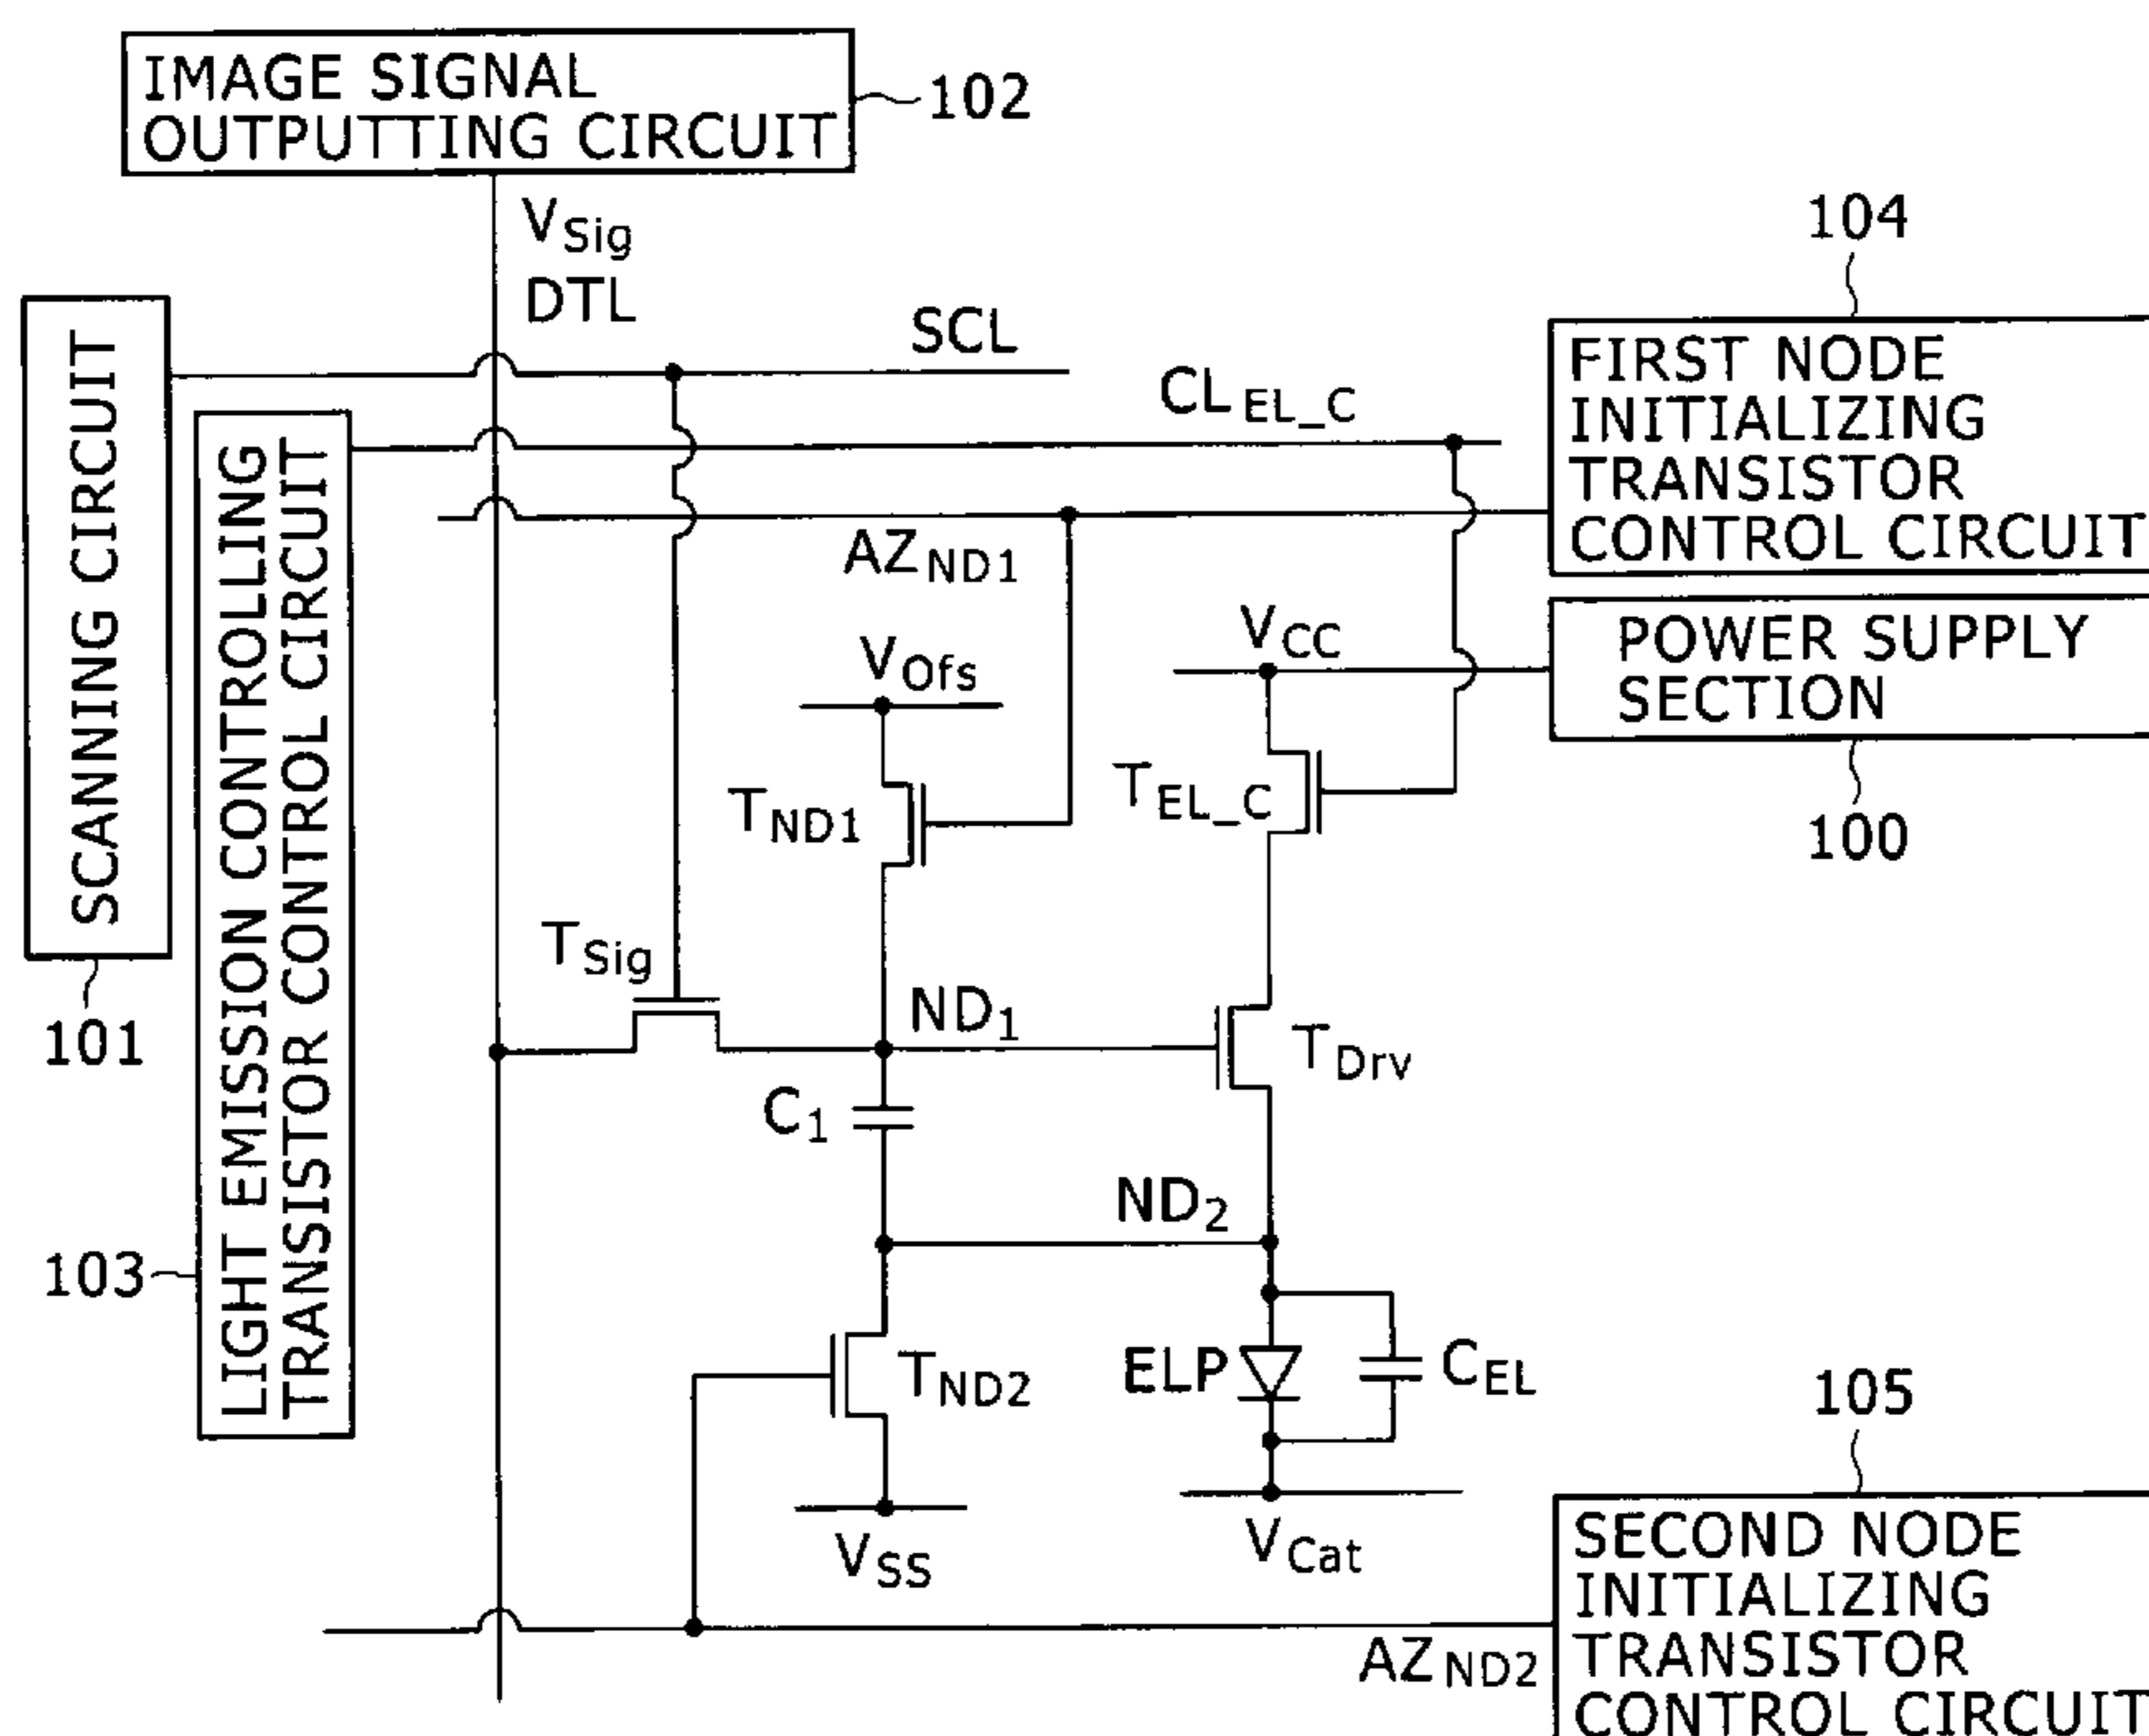 IMAGE SIGNAL
OUTPUTTING CIRCUIT
102
VSig
DTL
104
SCL
CLEL_C
FIRST NODE
INITIALIZING
TRANSISTOR
CONTROL CIRCUIT
SCANNING CIRCUIT
101
LIGHT EMISSION CONTROLLING
TRANSISTOR CONTROL CIRCUIT
103
AZND1
VOfs
VCC
POWER SUPPLY
SECTION
100
TND1
TEL_C
TSig
ND1
TDrv
C1
ND2
TND2
ELP
CEL
VSS
VCat
105
AZND2
SECOND NODE
INITIALIZING
TRANSISTOR
CONTROL CIRCUIT